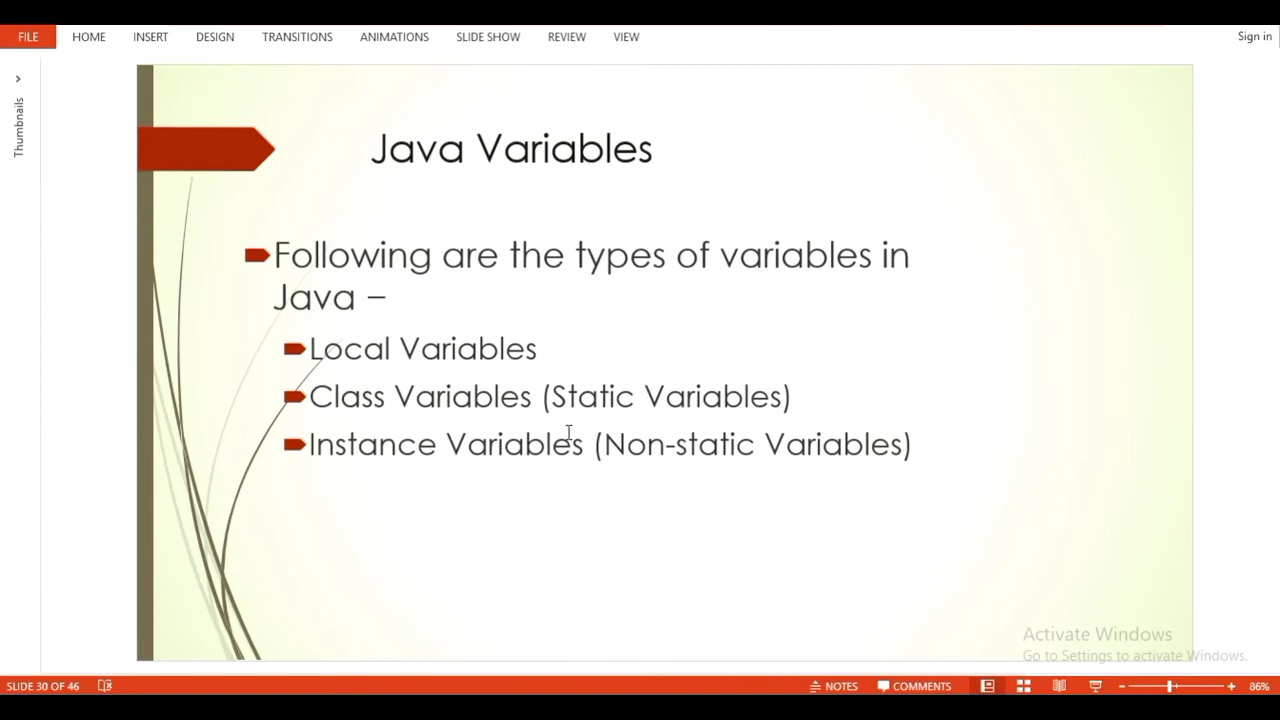 FILE HOME INSERT DESIGN TRANSITIONS ANIMATIONS SLIDE SHOW REVIEW VIEW Sign in
Thumbnails
Java Variables
Following are the types of variables in
Java –
Local Variables
Class Variables (Static Variables)
Instance Variables (Non-static Variables)
Activate Windows
Go to Settings to activate Windows.
SLIDE 30 OF 46 NOTES COMMENTS 86%